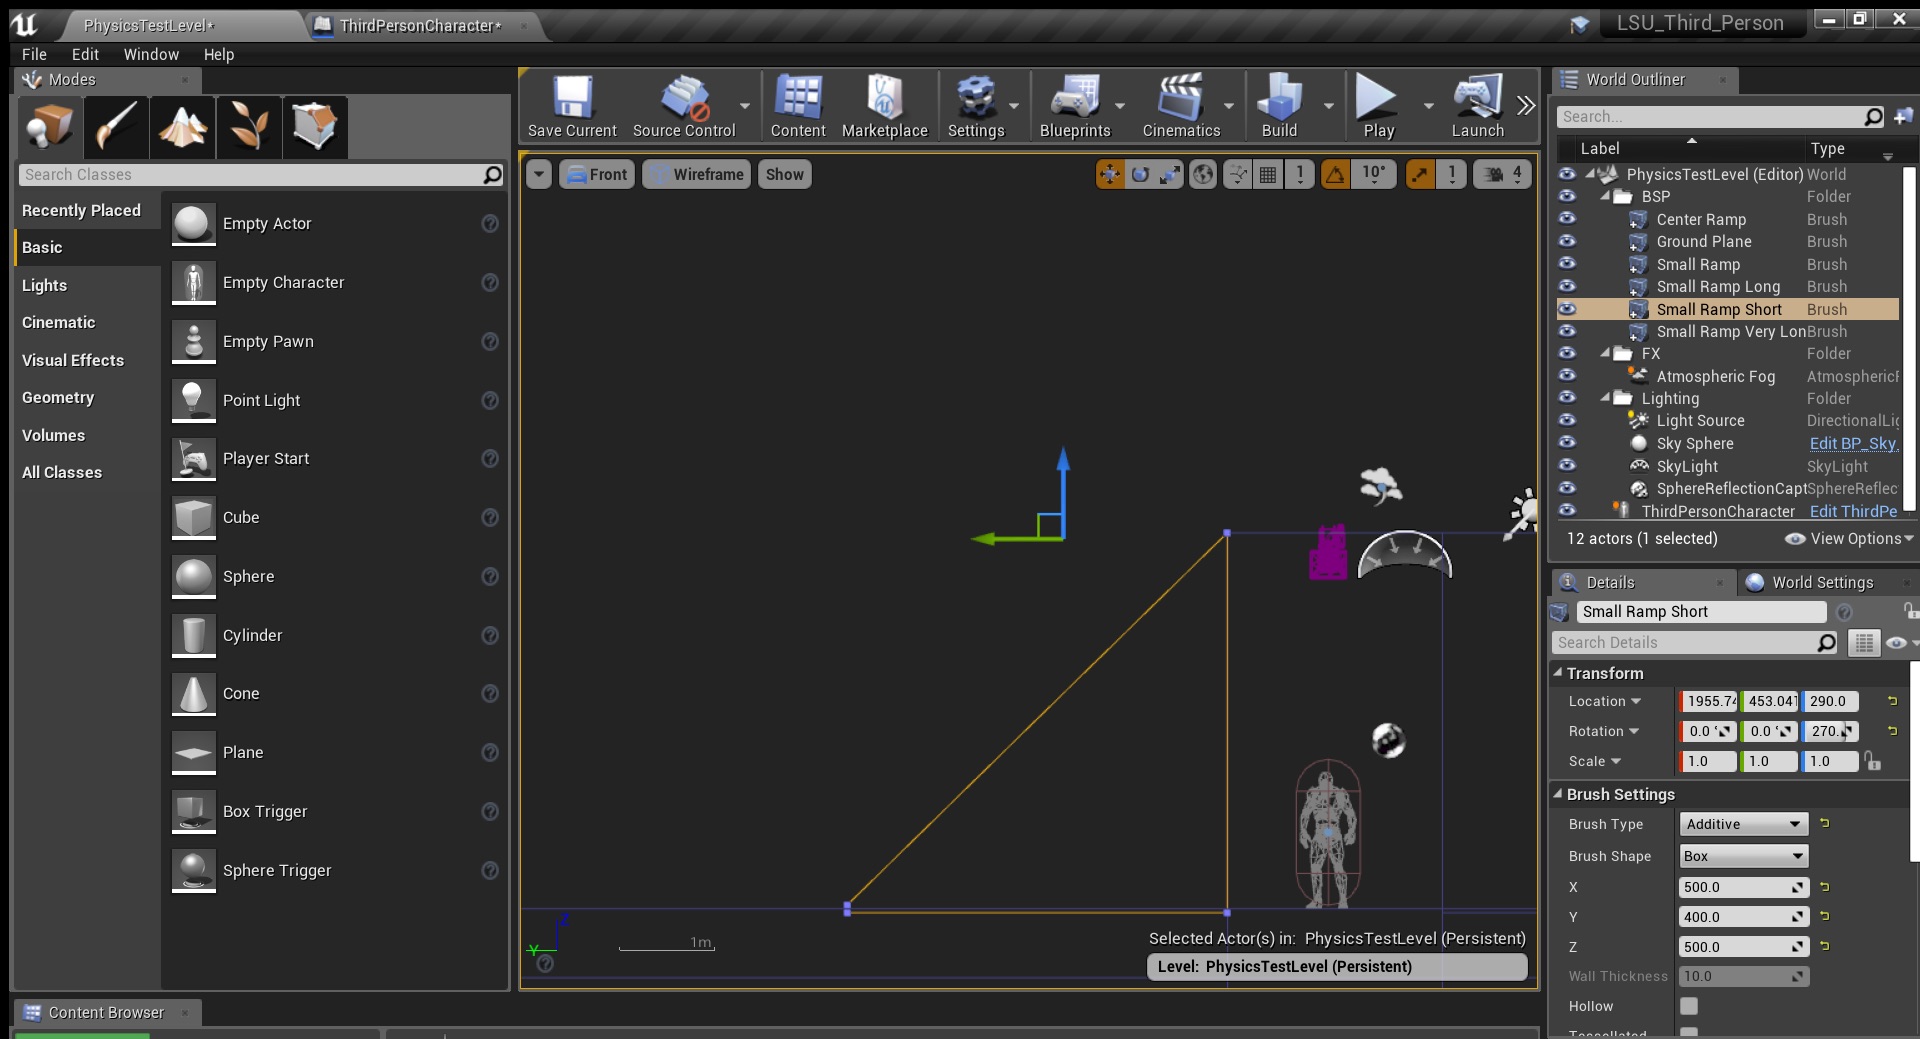 PhysicsTestLevel*
ThirdPersonCharacter*
LSU_Third_Person
File Edit Window Help
Modes
Search Classes
Recently Placed
Basic
Lights
Cinematic
Visual Effects
Geometry
Volumes
All Classes
Empty Actor
Empty Character
Empty Pawn
Point Light
Player Start
Cube
Sphere
Cylinder
Cone
Plane
Box Trigger
Sphere Trigger
Content Browser
Save Current Source Control Content Marketplace Settings Blueprints Cinematics Build Play Launch
Front Wireframe Show 1 10° 1 4
Z
Y
1m
Selected Actor(s) in: PhysicsTestLevel (Persistent)
Level: PhysicsTestLevel (Persistent)
World Outliner
Search...
Label Type
PhysicsTestLevel (Editor) World
BSP Folder
Center Ramp Brush
Ground Plane Brush
Small Ramp Brush
Small Ramp Long Brush
Small Ramp Short Brush
Small Ramp Very Lon Brush
FX Folder
Atmospheric Fog AtmosphericF
Lighting Folder
Light Source DirectionalLig
Sky Sphere Edit BP_Sky
SkyLight SkyLight
SphereReflectionCapt SphereReflec
ThirdPersonCharacter Edit ThirdPe
12 actors (1 selected) View Options
Details World Settings
Small Ramp Short
Search Details
Transform
Location 1955.74 453.041 290.0
Rotation 0.0 ° 0.0 ° 270.
Scale 1.0 1.0 1.0
Brush Settings
Brush Type Additive
Brush Shape Box
X 500.0
Y 400.0
Z 500.0
Wall Thickness 10.0
Hollow
Tessellated